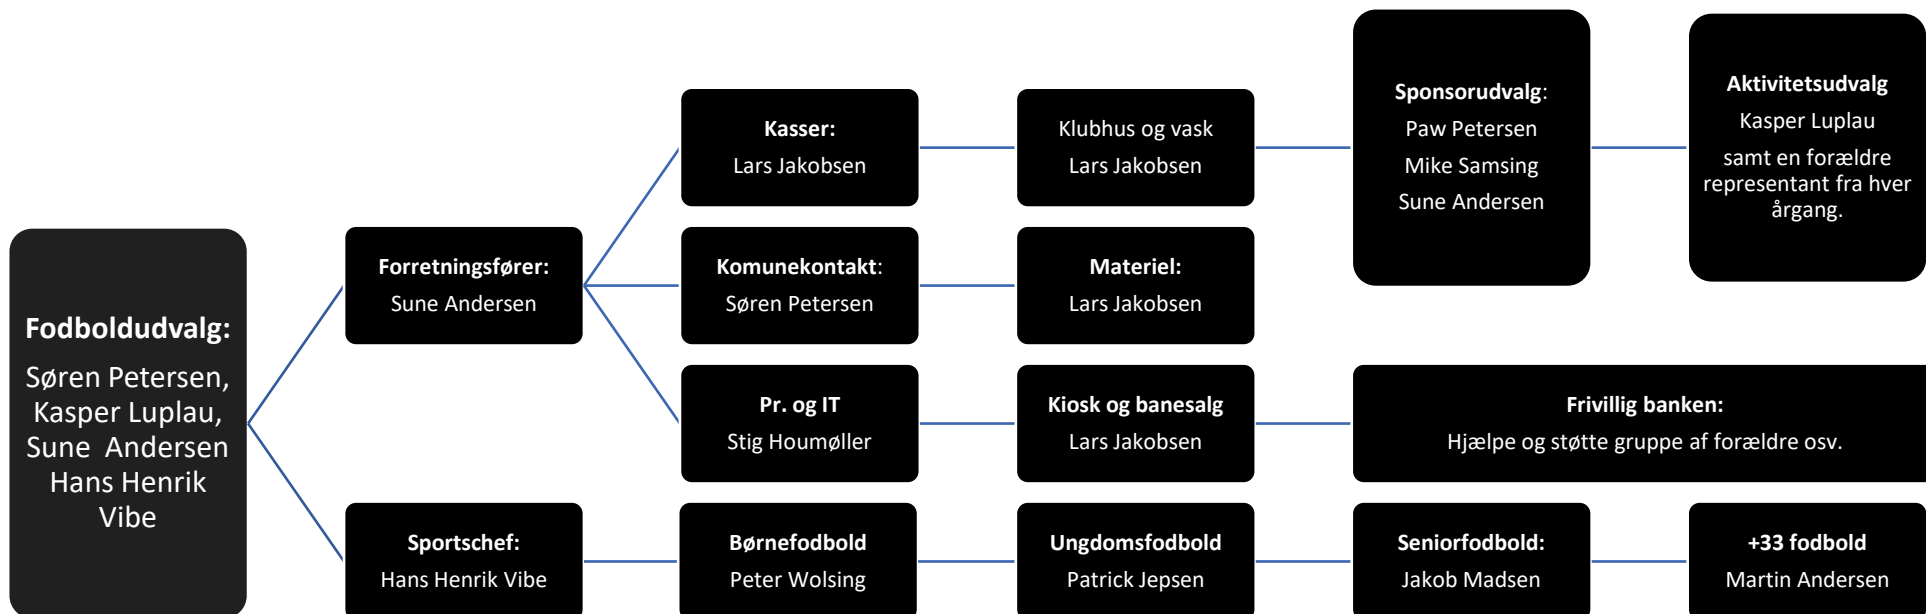 Fodboldudvalg:
Søren Petersen,
Kasper Luplau,
Sune Andersen
Hans Henrik
Vibe
Forretningsfører:
Sune Andersen
Kasser:
Lars Jakobsen
Klubhus og vask
Lars Jakobsen
Sponsorudvalg:
Paw Petersen
Mike Samsing
Sune Andersen
Aktivitetsudvalg
Kasper Luplau
samt en forældre
representant fra hver
årgang.
Komunekontakt:
Søren Petersen
Materiel:
Lars Jakobsen
Pr. og IT
Stig Houmøller
Kiosk og banesalg
Lars Jakobsen
Frivillig banken:
Hjælpe og støtte gruppe af forældre osv.
Sportschef:
Hans Henrik Vibe
Børnefodbold
Peter Wolsing
Ungdomsfodbold
Patrick Jepsen
Seniorfodbold:
Jakob Madsen
+33 fodbold
Martin Andersen